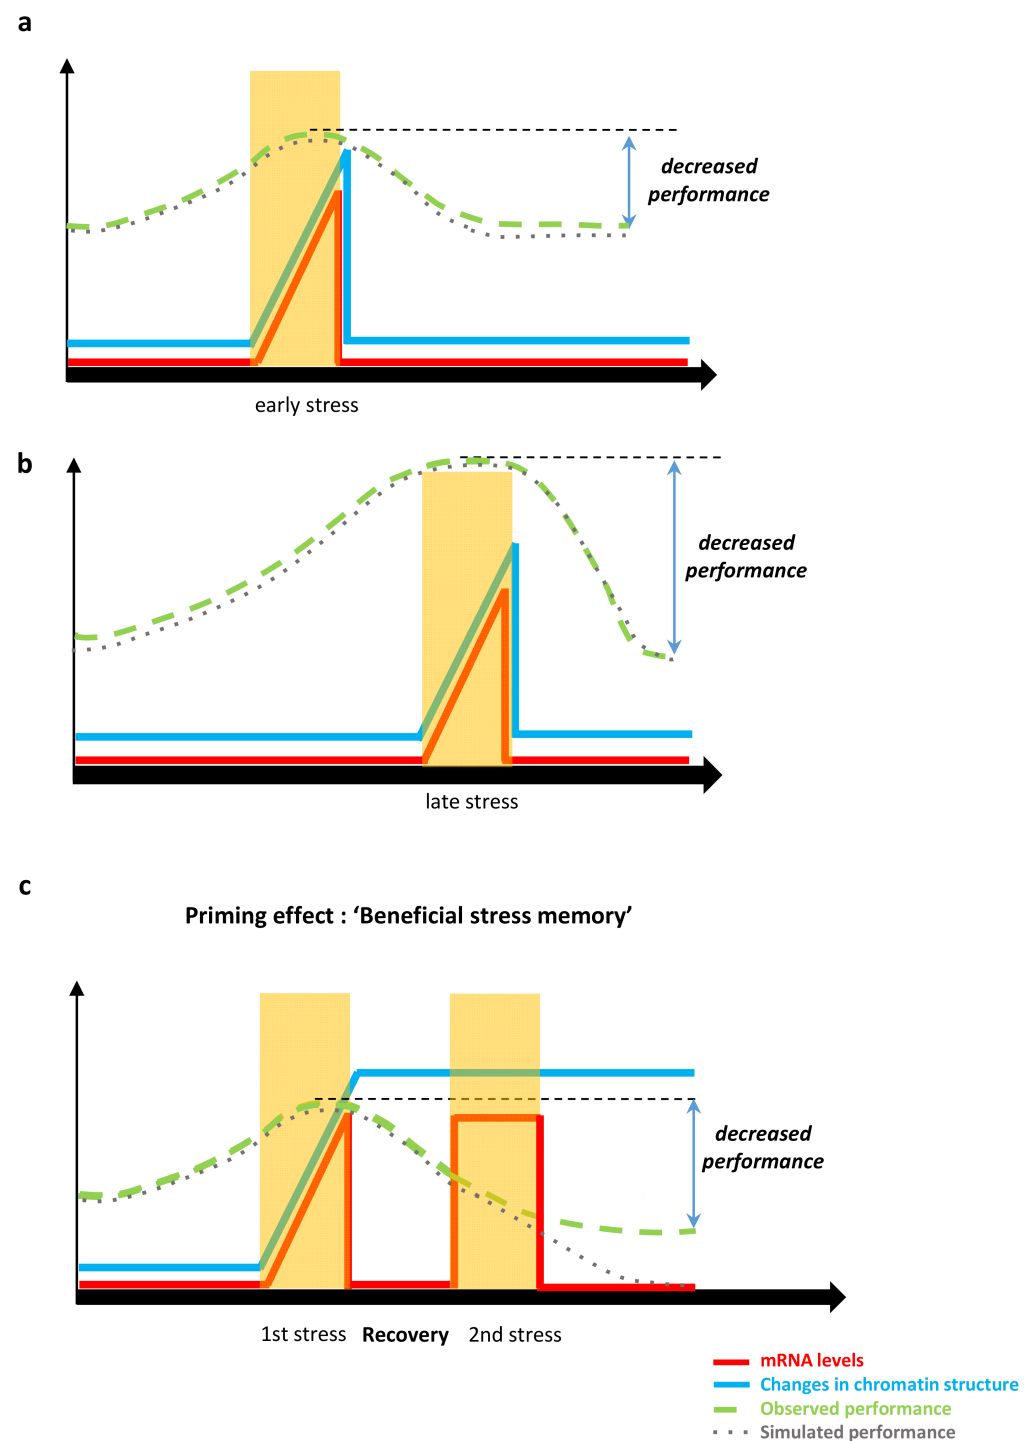 a
decreased
performance
early stress
b
decreased
performance
late stress
c
Priming effect : ‘Beneficial stress memory’
decreased
performance
1st stress Recovery 2nd stress
mRNA levels
Changes in chromatin structure
Observed performance
Simulated performance